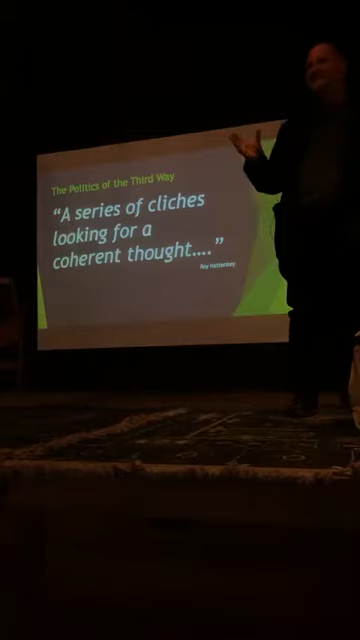 The Politics of the Third Way
“A series of cliches
looking for a
coherent thought....”
Roy Hattersley